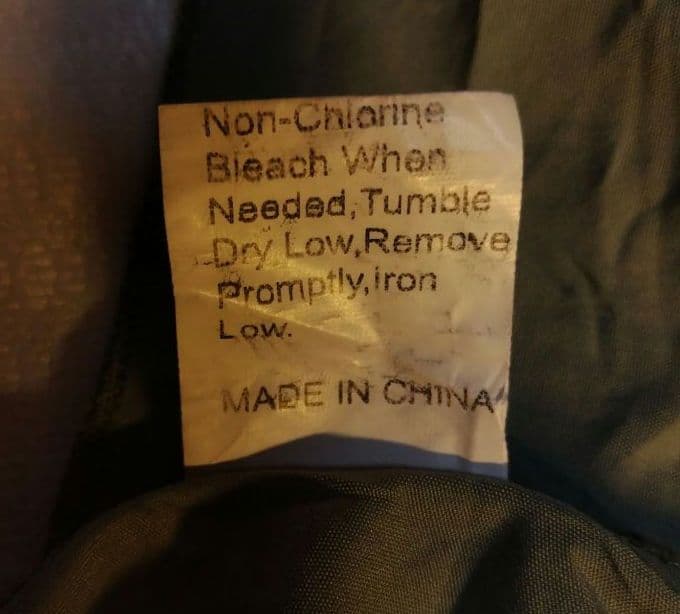 Non-Chlorine
Bleach When
Needed,Tumble
Dry Low,Remove
Promptly,Iron
Low.
MADE IN CHINA